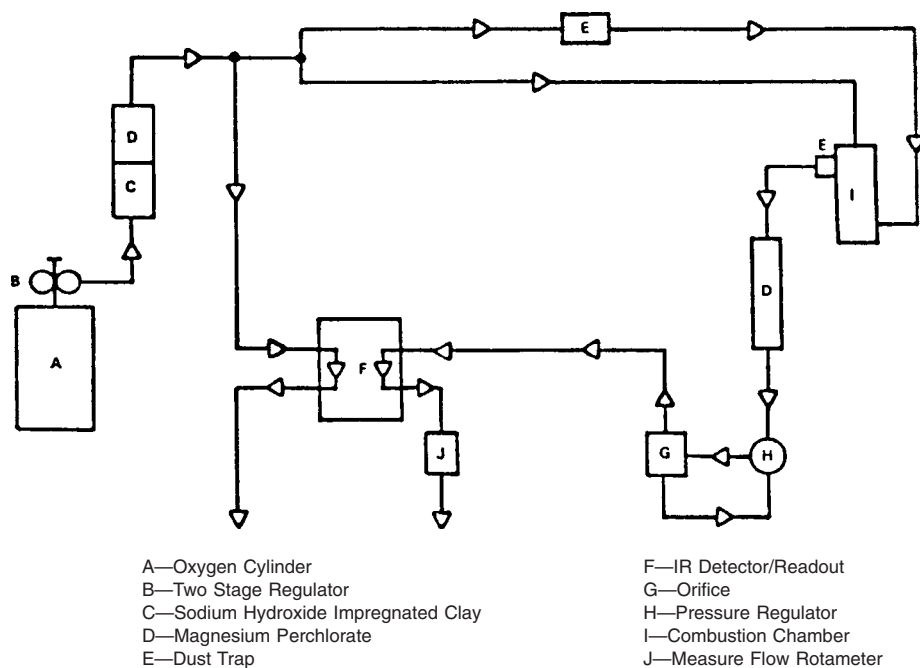 E
D
C
E
I
B
D
A
F
J
G
H
A—Oxygen Cylinder
B—Two Stage Regulator
C—Sodium Hydroxide Impregnated Clay
D—Magnesium Perchlorate
E—Dust Trap
F—IR Detector/Readout
G—Orifice
H—Pressure Regulator
I—Combustion Chamber
J—Measure Flow Rotameter